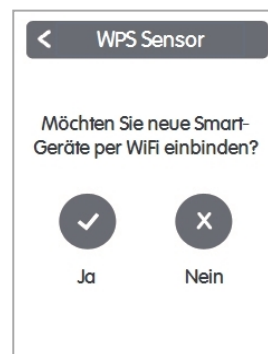 WPS Sensor
Möchten Sie neue Smart-
Geräte per WiFi einbinden?
Ja
Nein